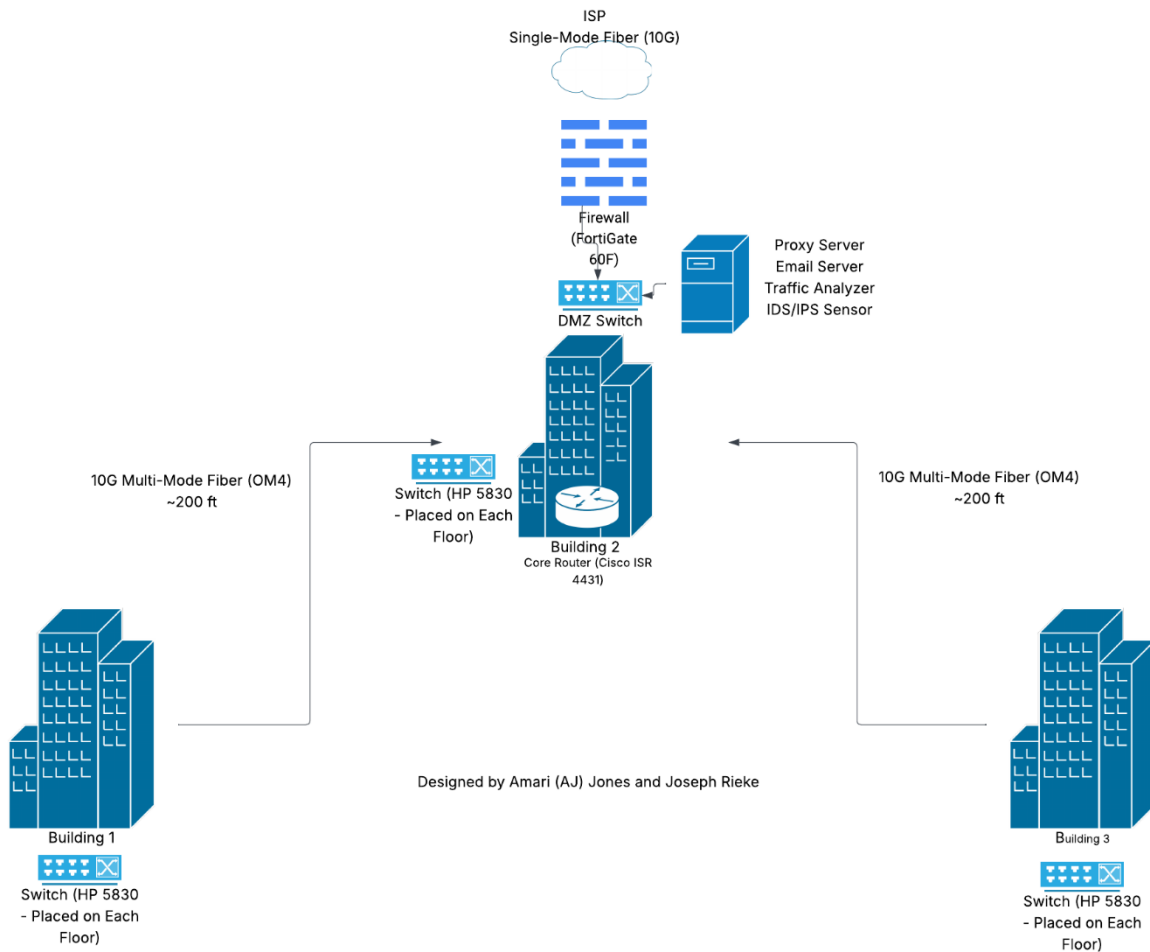 ISP
Single-Mode Fiber (10G)
Firewall
(FortiGate
60F)
Proxy Server
Email Server
Traffic Analyzer
IDS/IPS Sensor
DMZ Switch
10G Multi-Mode Fiber (OM4)
~200 ft
Switch (HP 5830
- Placed on Each
Floor)
Building 2
Core Router (Cisco ISR
4431)
10G Multi-Mode Fiber (OM4)
~200 ft
Designed by Amari (AJ) Jones and Joseph Rieke
Building 1
Switch (HP 5830
- Placed on Each
Floor)
Building 3
Switch (HP 5830
- Placed on Each
Floor)